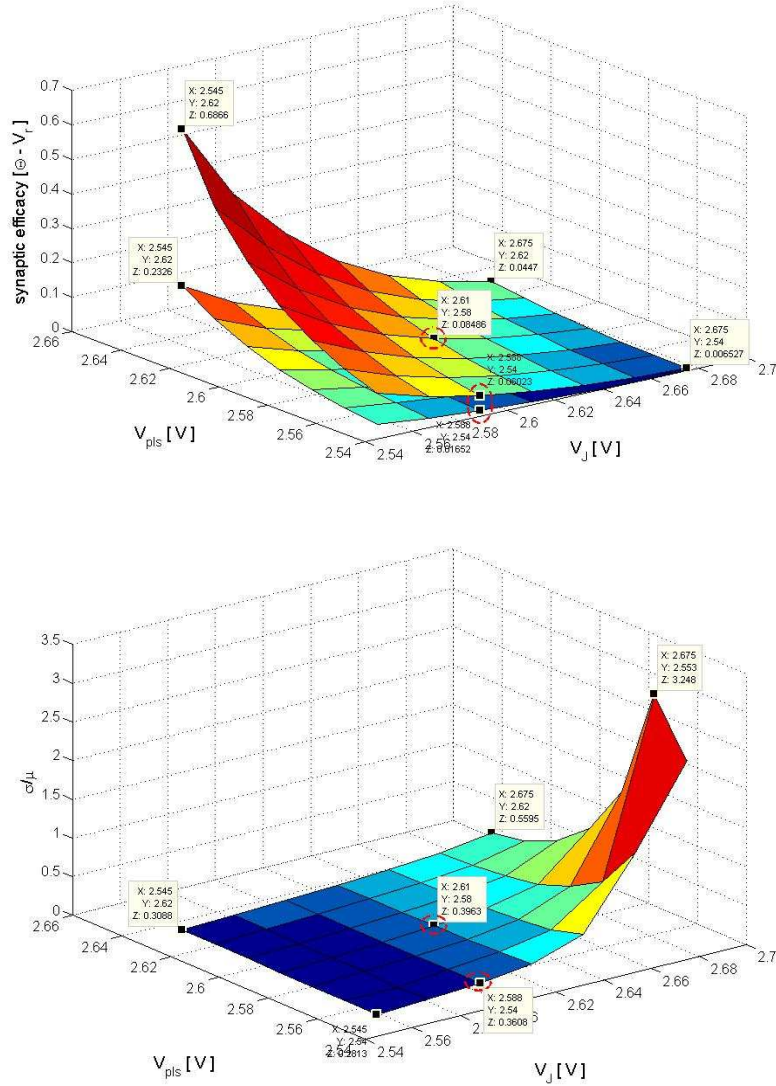 0.7
0.6
0.5
0.4
0.3
0.2
0.1
0
synaptic efficacy [ Θ - V_r ]
X: 2.545
Y: 2.62
Z: 0.6866
X: 2.545
Y: 2.62
Z: 0.2326
X: 2.675
Y: 2.62
Z: 0.0447
X: 2.61
Y: 2.58
Z: 0.08486
X: 2.675
Y: 2.54
Z: 0.006527
X: 2.588
Y: 2.54
X: 2.588
Y: 2.54
Z: 0.01652
2.66
2.64
2.62
2.6
2.58
2.56
2.54
V_pls [ V ]
2.54
2.56
2.58
2.6
2.62
2.64
2.66
2.68
2.7
V_J [ V ]
3.5
3
2.5
2
1.5
1
0.5
0
σ/μ
X: 2.675
Y: 2.553
Z: 3.248
X: 2.675
Y: 2.62
Z: 0.5595
X: 2.545
Y: 2.62
Z: 0.3088
X: 2.61
Y: 2.58
Z: 0.3963
X: 2.588
Y: 2.54
Z: 0.3608
X: 2.545
Y: 2.54
Z: 0.2813
2.66
2.64
2.62
2.6
2.58
2.56
2.54
V_pls [ V ]
2.54
2.56
2.58
2.6
2.62
2.64
2.66
2.68
2.7
V_J [ V ]